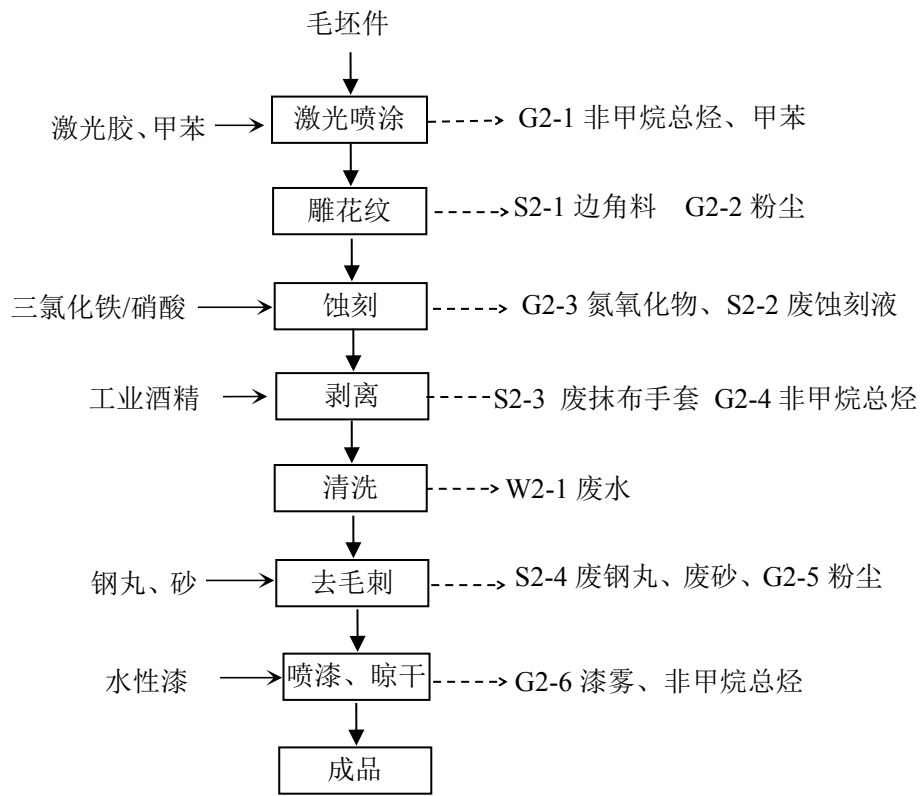 毛坯件
激光胶、甲苯 激光喷涂 G2-1 非甲烷总烃、甲苯
雕花纹 S2-1 边角料 G2-2 粉尘
三氯化铁/硝酸 蚀刻 G2-3 氮氧化物、S2-2 废蚀刻液
工业酒精 剥离 S2-3 废抹布手套 G2-4 非甲烷总烃
清洗 W2-1 废水
钢丸、砂 去毛刺 S2-4 废钢丸、废砂、G2-5 粉尘
水性漆 喷漆、晾干 G2-6 漆雾、非甲烷总烃
成品